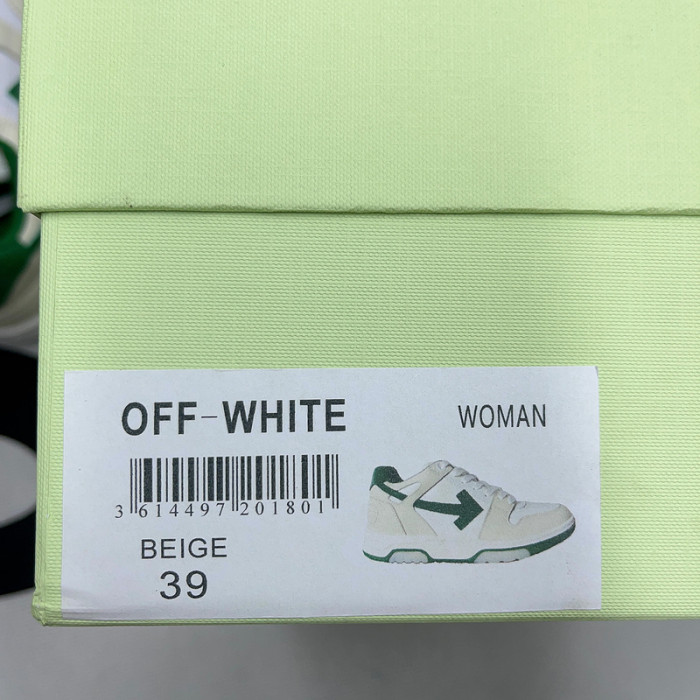 OFF-WHITE
WOMAN
3 614497 201801
BEIGE
39